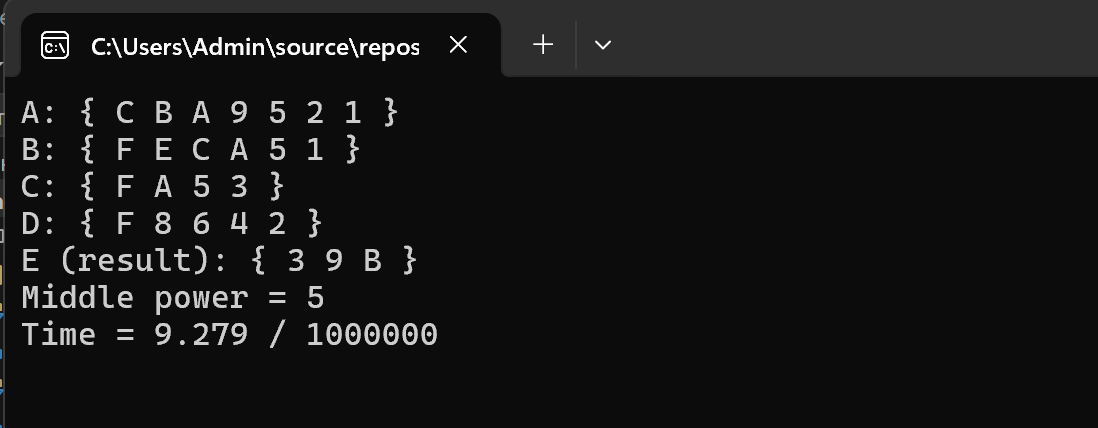 C:\Users\Admin\source\repos
A: { C B A 9 5 2 1 }
B: { F E C A 5 1 }
C: { F A 5 3 }
D: { F 8 6 4 2 }
E (result): { 3 9 B }
Middle power = 5
Time = 9.279 / 1000000